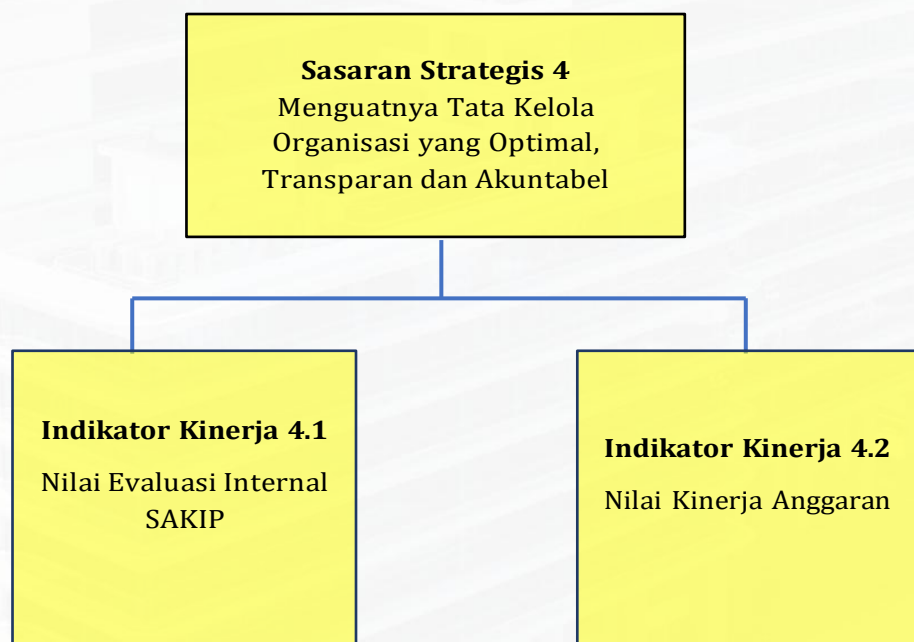 Sasaran Strategis 4
Menguatnya Tata Kelola
Organisasi yang Optimal,
Transparan dan Akuntabel
Indikator Kinerja 4.1
Nilai Evaluasi Internal
SAKIP
Indikator Kinerja 4.2
Nilai Kinerja Anggaran